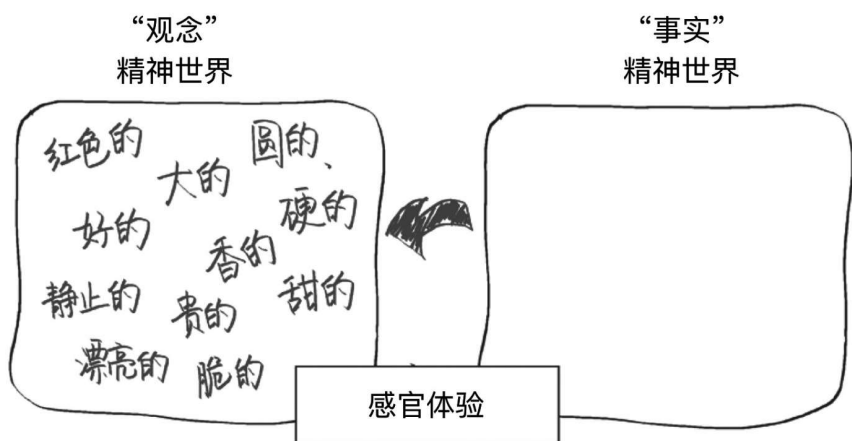 “观念”
精神世界
“事实”
精神世界
红色的
圆的、
大的
硬的
好的
香的
静止的
贵的
甜的
漂亮的
脆的
感官体验